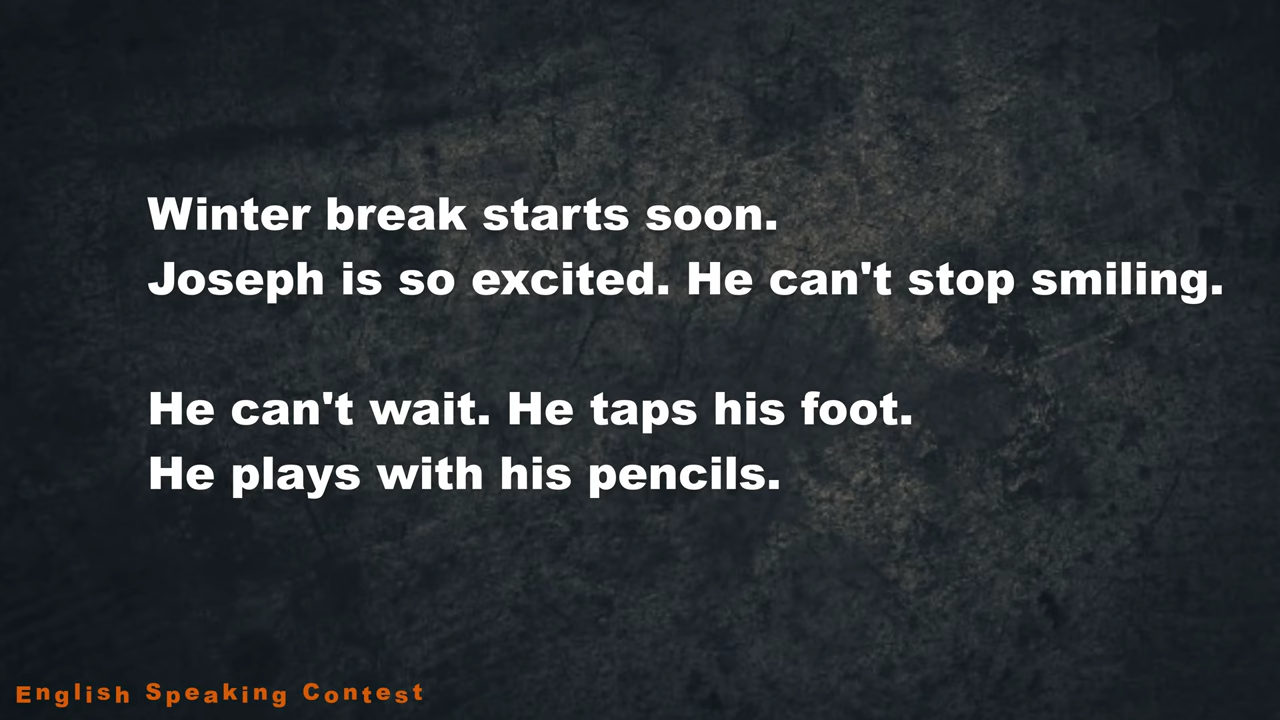 Winter break starts soon.
Joseph is so excited. He can't stop smiling.
He can't wait. He taps his foot.
He plays with his pencils.
English Speaking Contest